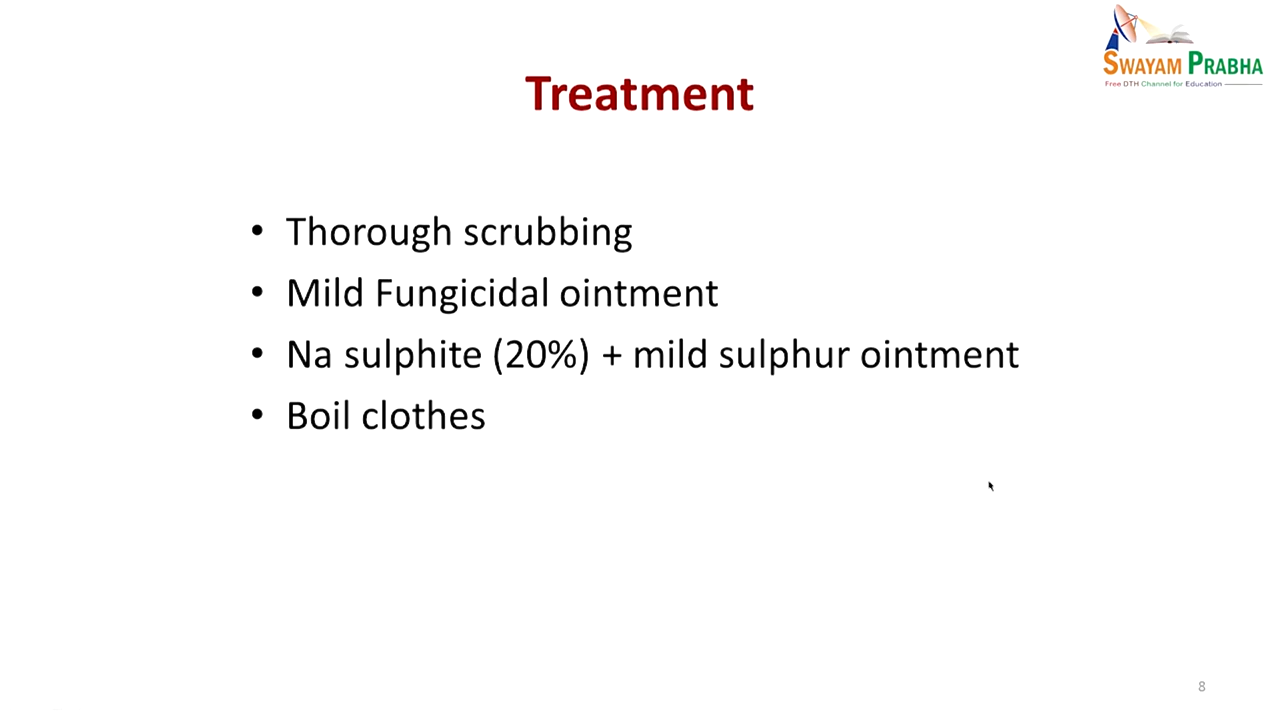 SWAYAM PRABHA
Free DTH Channel for Education
Treatment
• Thorough scrubbing
• Mild Fungicidal ointment
• Na sulphite (20%) + mild sulphur ointment
• Boil clothes
8